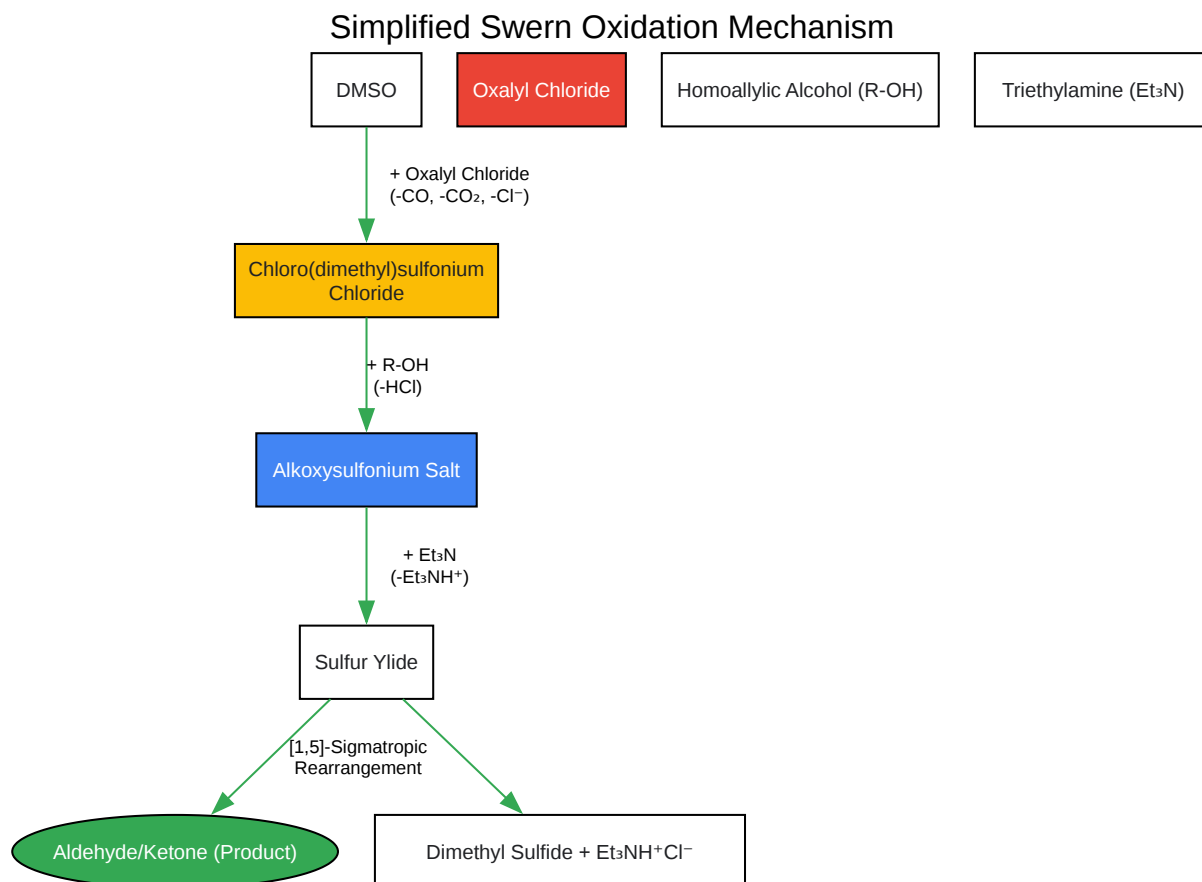 Simplified Swern Oxidation Mechanism
DMSO
Oxalyl Chloride
Homoallylic Alcohol (R-OH)
Triethylamine (Et₃N)
+ Oxalyl Chloride
(-CO, -CO₂, -Cl⁻)
Chloro(dimethyl)sulfonium
Chloride
+ R-OH
(-HCl)
Alkoxysulfonium Salt
+ Et₃N
(-Et₃NH⁺)
Sulfur Ylide
[1,5]-Sigmatropic
Rearrangement
Aldehyde/Ketone (Product)
Dimethyl Sulfide + Et₃NH⁺Cl⁻